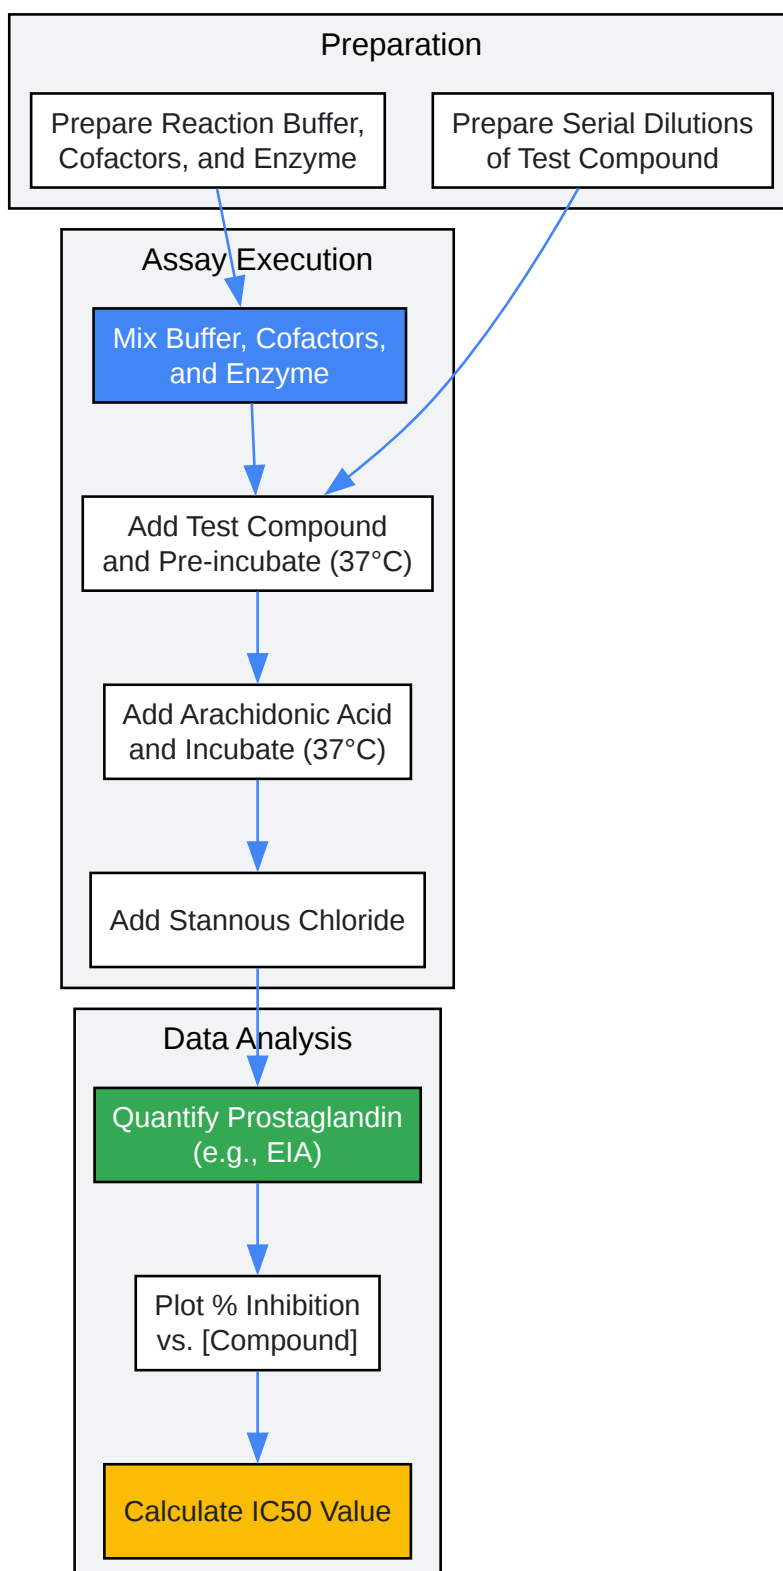 Preparation
Prepare Reaction Buffer,
Cofactors, and Enzyme
Prepare Serial Dilutions
of Test Compound
Assay Execution
Mix Buffer, Cofactors,
and Enzyme
Add Test Compound
and Pre-incubate (37°C)
Add Arachidonic Acid
and Incubate (37°C)
Add Stannous Chloride
Data Analysis
Quantify Prostaglandin
(e.g., EIA)
Plot % Inhibition
vs. [Compound]
Calculate IC50 Value